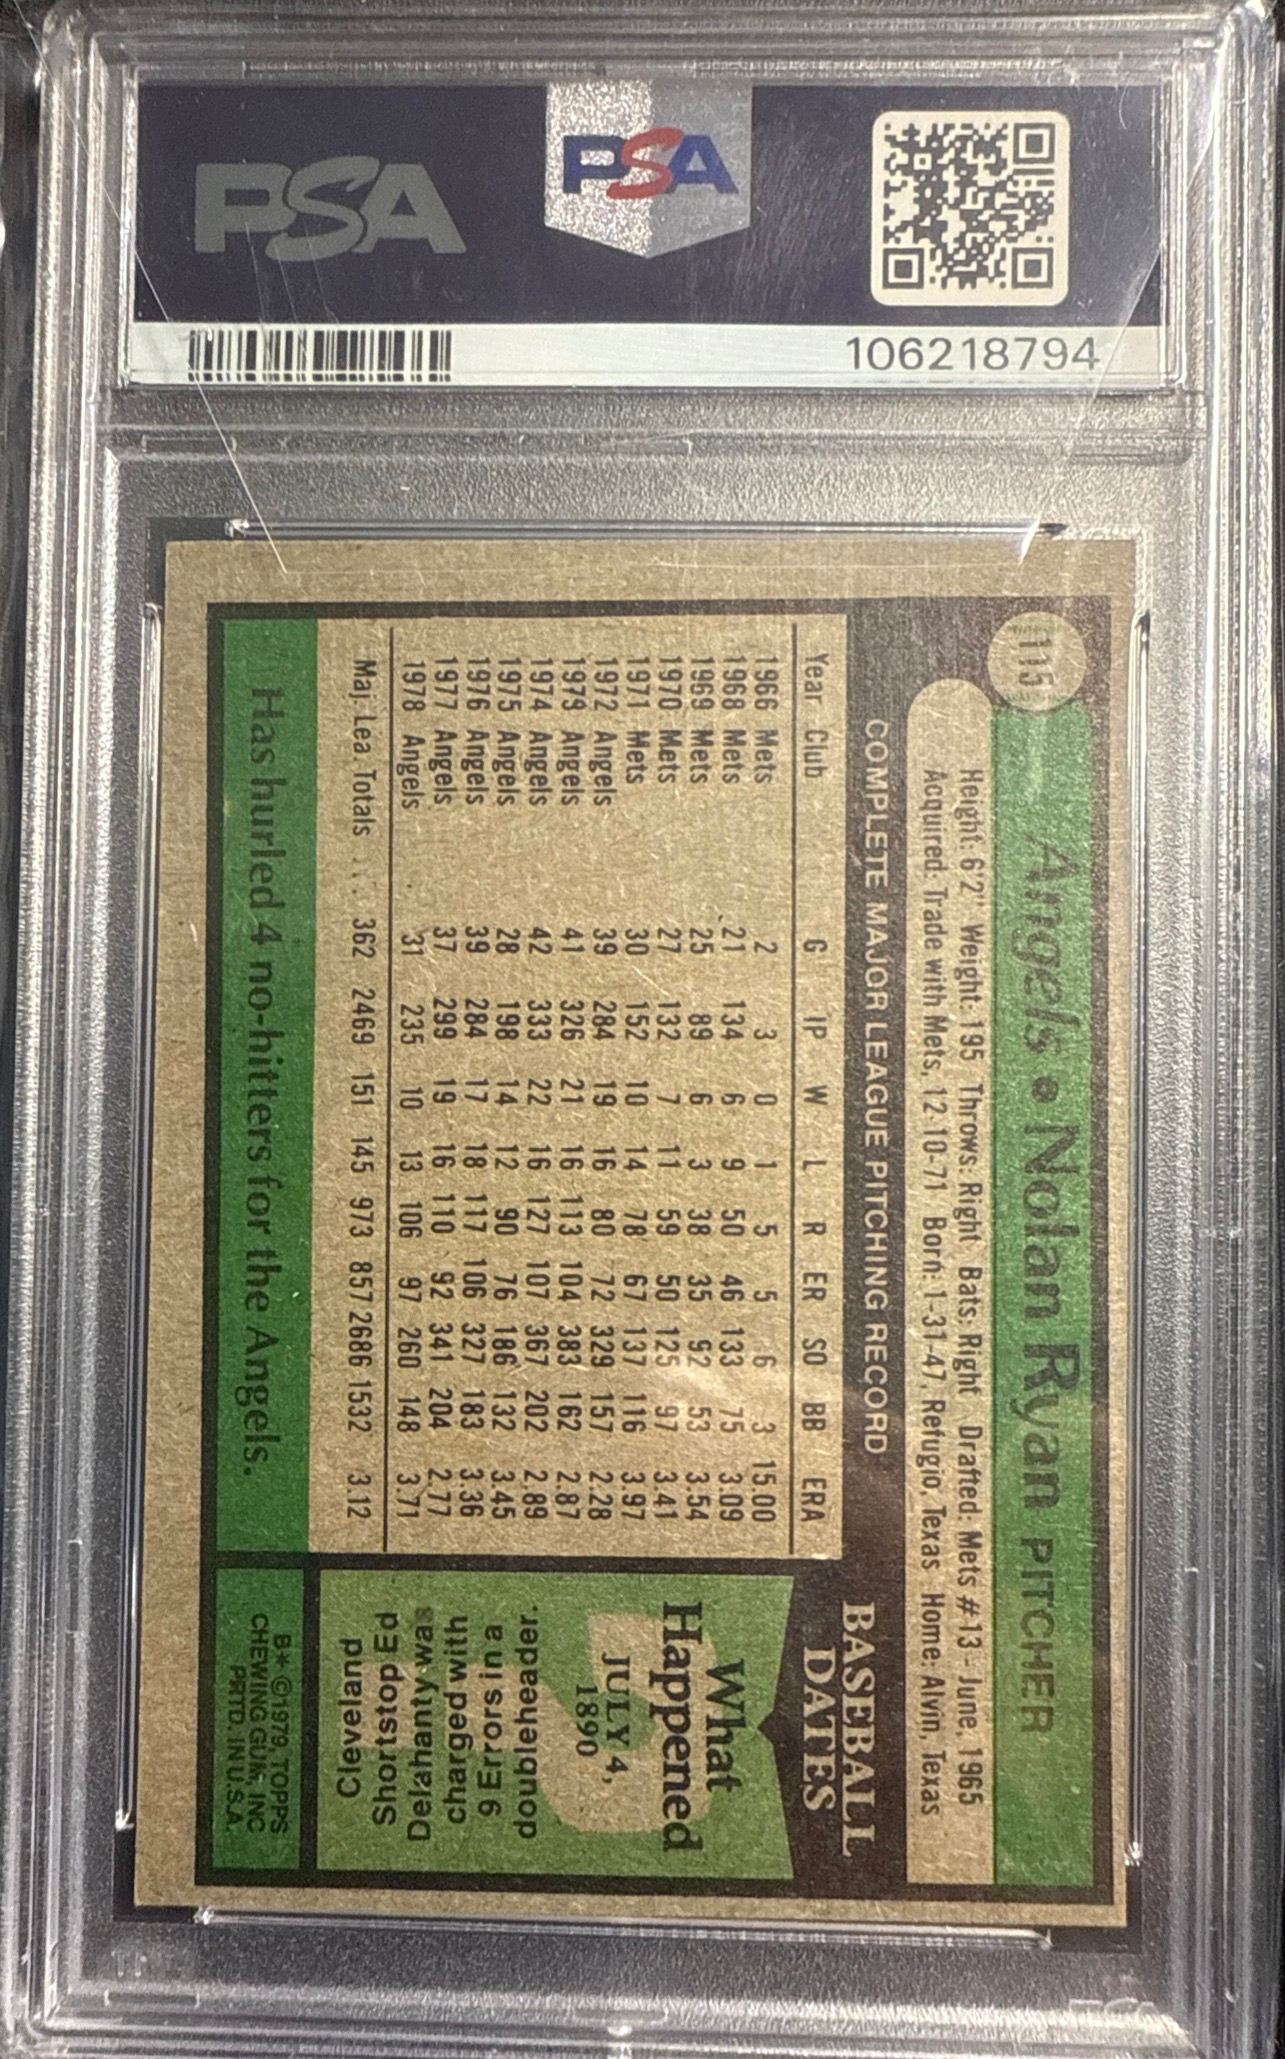 PSA
PSA
106218794
115
Angels • Nolan Ryan PITCHER
Height: 6'2" Weight: 195 Throws: Right Bats: Right Drafted: Mets #13 - June, 1965
Acquired: Trade with Mets, 12-10-71 Born: 1-31-47, Refugio, Texas Home: Alvin, Texas
COMPLETE MAJOR LEAGUE PITCHING RECORD
Year Club G IP W L R ER SO BB ERA
1966 Mets 2 3 0 1 5 5 6 3 15.00
1968 Mets 21 134 6 9 50 46 133 75 3.09
1969 Mets 25 89 6 3 38 35 92 53 3.54
1970 Mets 27 132 7 11 59 50 125 97 3.41
1971 Mets 30 152 10 14 78 67 137 116 3.97
1972 Angels 39 284 19 16 80 72 329 157 2.28
1973 Angels 41 326 21 16 113 104 383 162 2.87
1974 Angels 42 333 22 16 127 107 367 202 2.89
1975 Angels 28 198 14 12 90 76 186 132 3.45
1976 Angels 39 284 17 18 117 106 327 183 3.36
1977 Angels 37 299 19 16 110 92 341 204 2.77
1978 Angels 31 235 10 13 106 97 260 148 3.71
Maj. Lea. Totals . . . 362 2469 151 145 973 857 2686 1532 3.12
Has hurled 4 no-hitters for the Angels.
BASEBALL
DATES
What
Happened
JULY 4,
1890
Cleveland
Shortstop Ed
Delahanty was
charged with
9 Errors in a
doubleheader.
B* ©1979, TOPPS
CHEWING GUM, INC
PRTD. IN U.S.A.